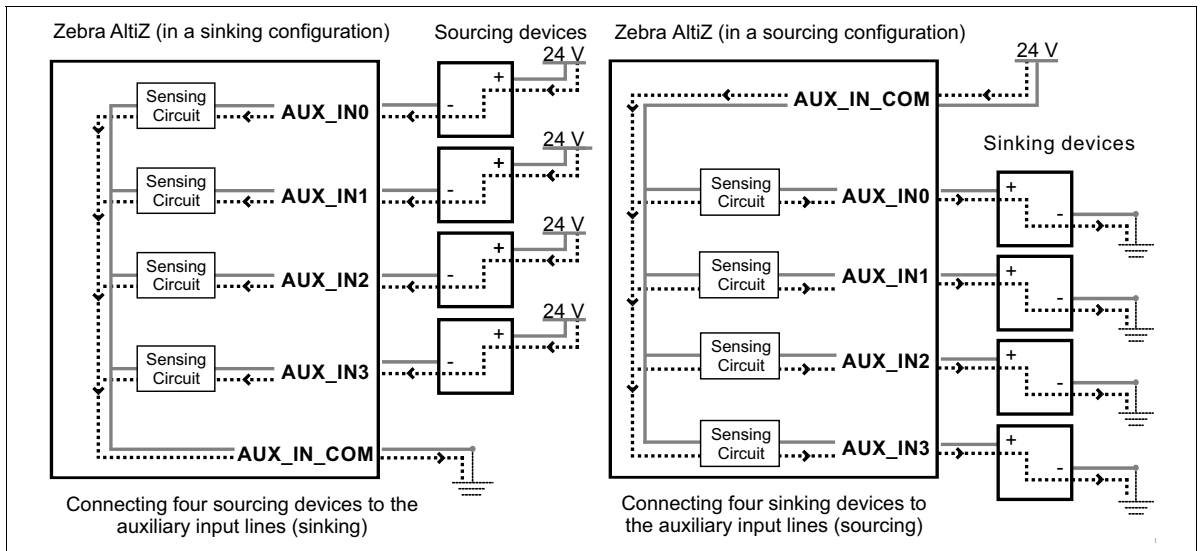 Zebra AltiZ (in a sinking configuration)
Sourcing devices
24 V
Sensing
Circuit
AUX_IN0
+
-
24 V
Sensing
Circuit
AUX_IN1
+
-
24 V
Sensing
Circuit
AUX_IN2
+
-
24 V
Sensing
Circuit
AUX_IN3
+
-
AUX_IN_COM
Connecting four sourcing devices to the
auxiliary input lines (sinking)
Zebra AltiZ (in a sourcing configuration)
24 V
AUX_IN_COM
Sinking devices
Sensing
Circuit
AUX_IN0
+
-
Sensing
Circuit
AUX_IN1
+
-
Sensing
Circuit
AUX_IN2
+
-
Sensing
Circuit
AUX_IN3
+
-
Connecting four sinking devices to
the auxiliary input lines (sourcing)